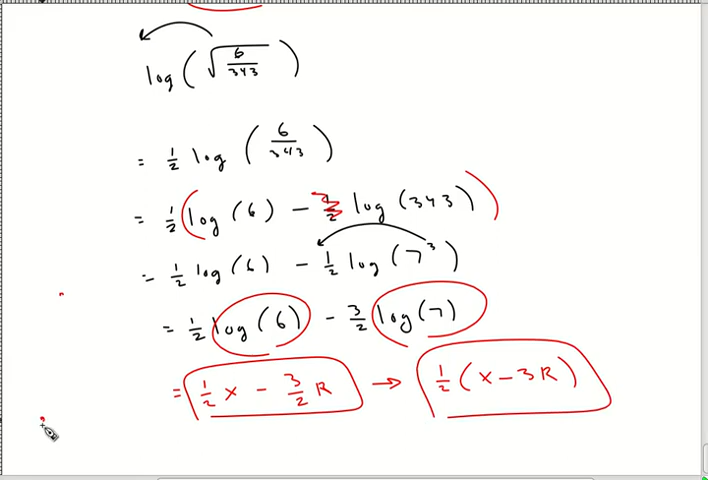 log(√(6/343))
= 1/2 log(6/343)
= 1/2 (log(6) - log(343))
= 1/2 log(6) - 1/2 log(7³)
= 1/2 log(6) - 3/2 log(7)
= 1/2 x - 3/2 R → 1/2 (x - 3R)